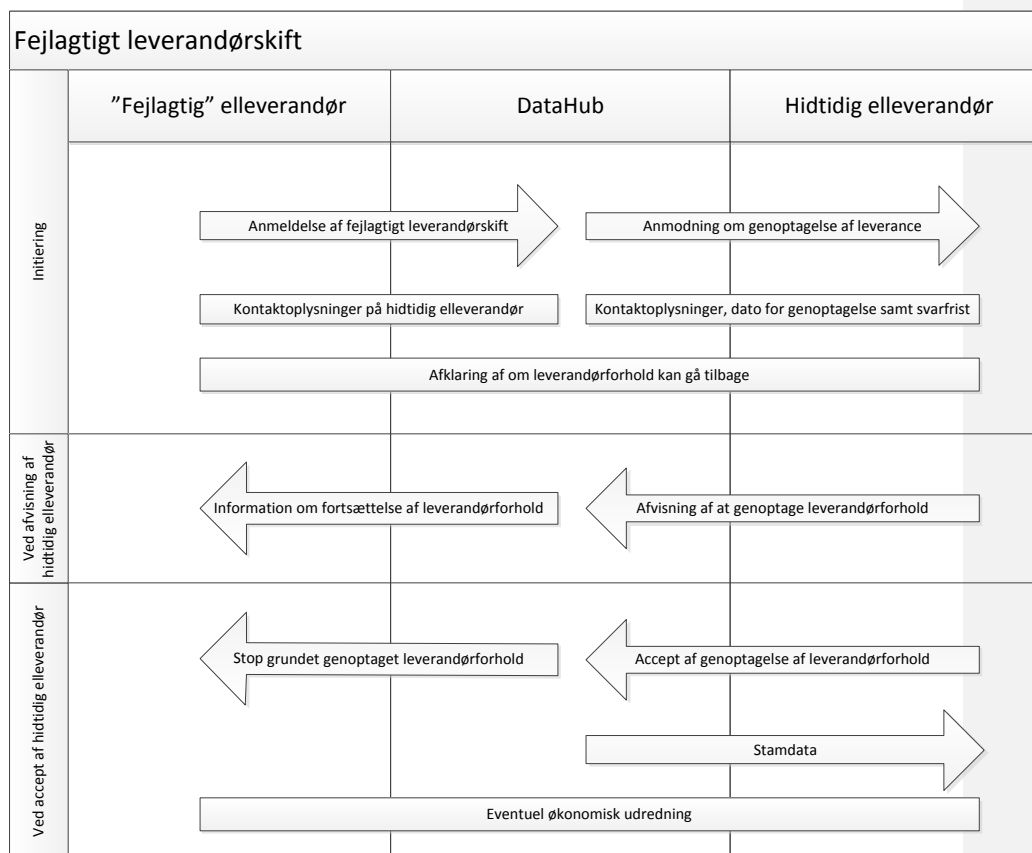 Fejlagtigt leverandørskift
”Fejlagtig” elleverandør
DataHub
Hidtidig elleverandør
Initiering
Anmeldelse af fejlagtigt leverandørskift
Anmodning om genoptagelse af leverance
Kontaktoplysninger på hidtidig elleverandør
Kontaktoplysninger, dato for genoptagelse samt svarfrist
Afklaring af om leverandørforhold kan gå tilbage
Ved afvisning af
hidtidig elleverandør
Information om fortsættelse af leverandørforhold
Afvisning af at genoptage leverandørforhold
Ved accept af hidtidig elleverandør
Stop grundet genoptaget leverandørforhold
Accept af genoptagelse af leverandørforhold
Stamdata
Eventuel økonomisk udredning